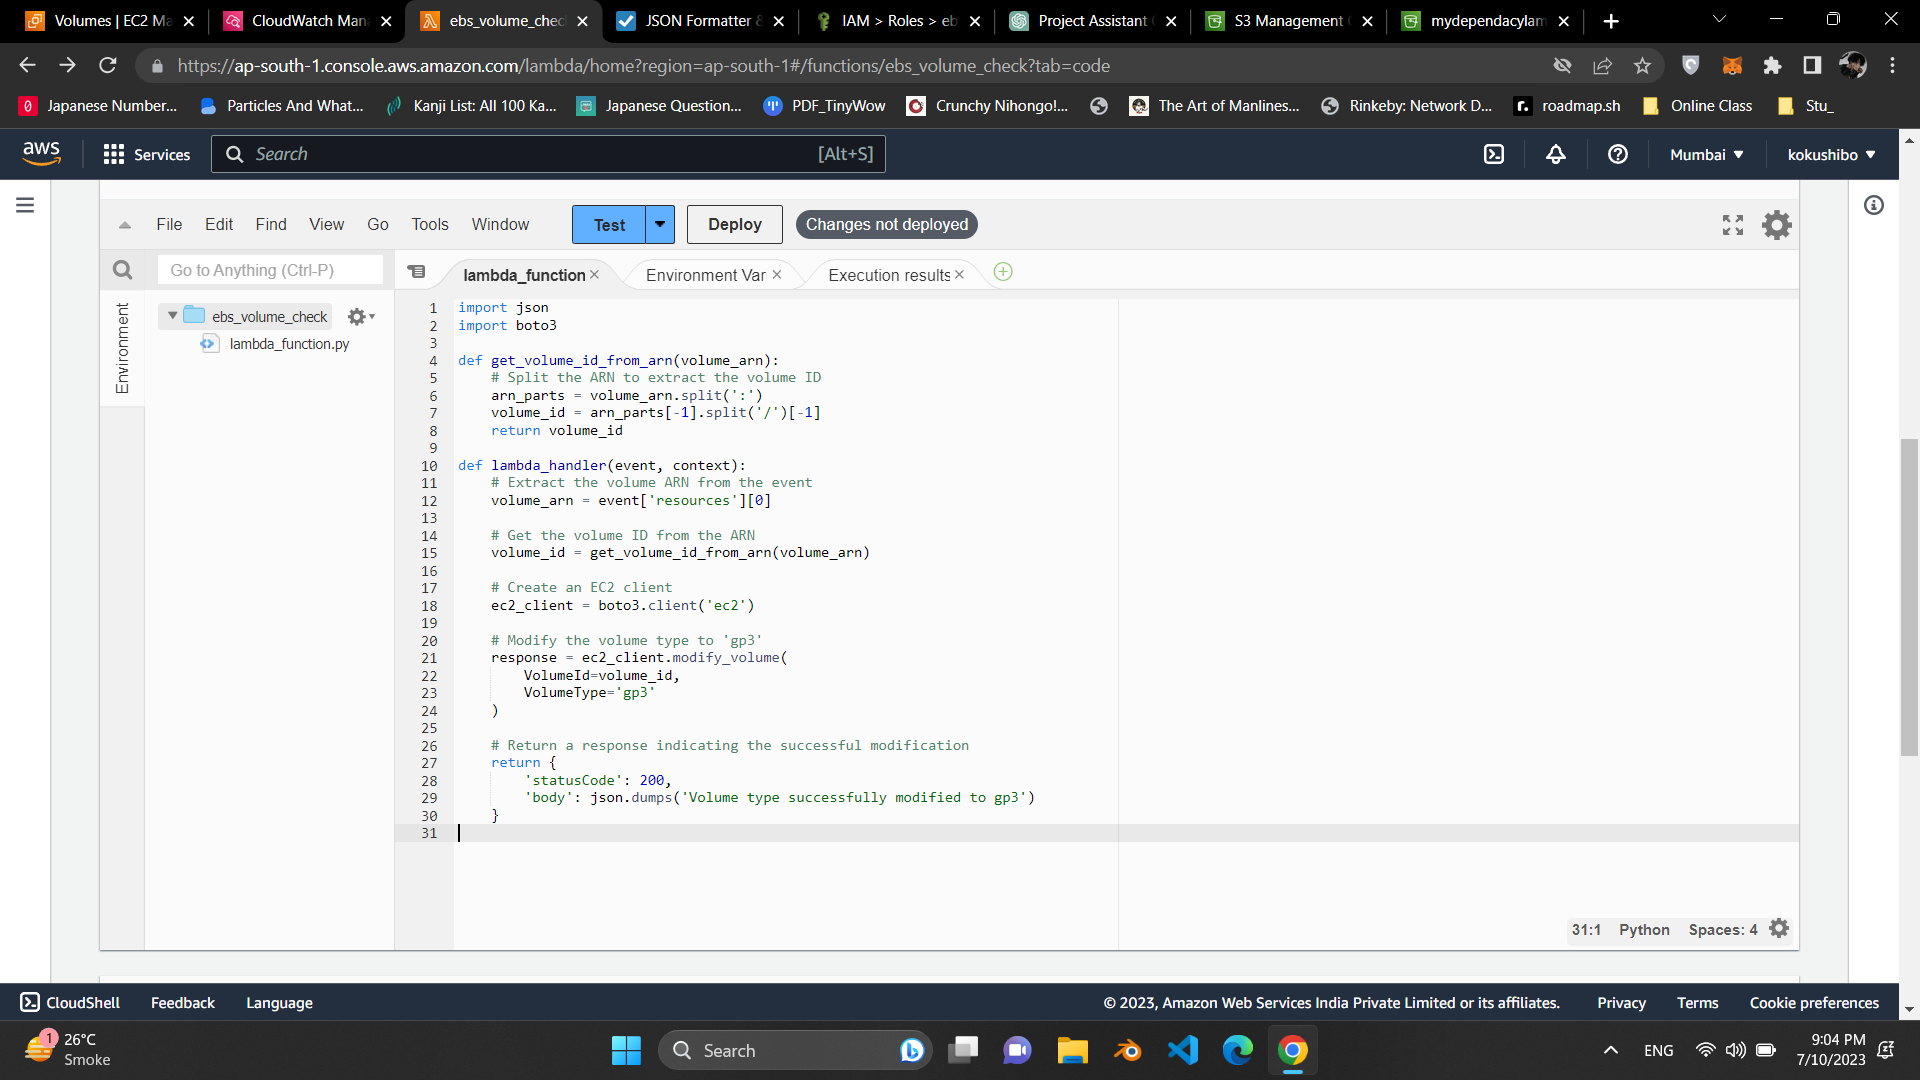 Volumes | EC2 Ma
CloudWatch Man
ebs_volume_chec
JSON Formatter &
IAM > Roles > eb
Project Assistant
S3 Management
mydependacylam
https://ap-south-1.console.aws.amazon.com/lambda/home?region=ap-south-1#/functions/ebs_volume_check?tab=code
Japanese Number...
Particles And What...
Kanji List: All 100 Ka...
Japanese Question...
PDF_TinyWow
Crunchy Nihongo!...
The Art of Manlines...
Rinkeby: Network D...
roadmap.sh
Online Class
Stu_
aws
Services
Search
[Alt+S]
Mumbai
kokushibo
File Edit Find View Go Tools Window
Test
Deploy
Changes not deployed
Go to Anything (Ctrl-P)
lambda_function
Environment Var
Execution results
Environment
ebs_volume_check
lambda_function.py
1 import json
2 import boto3
3
4 def get_volume_id_from_arn(volume_arn):
5 # Split the ARN to extract the volume ID
6 arn_parts = volume_arn.split(':')
7 volume_id = arn_parts[-1].split('/')[-1]
8 return volume_id
9
10 def lambda_handler(event, context):
11 # Extract the volume ARN from the event
12 volume_arn = event['resources'][0]
13
14 # Get the volume ID from the ARN
15 volume_id = get_volume_id_from_arn(volume_arn)
16
17 # Create an EC2 client
18 ec2_client = boto3.client('ec2')
19
20 # Modify the volume type to 'gp3'
21 response = ec2_client.modify_volume(
22 VolumeId=volume_id,
23 VolumeType='gp3'
24 )
25
26 # Return a response indicating the successful modification
27 return {
28 'statusCode': 200,
29 'body': json.dumps('Volume type successfully modified to gp3')
30 }
31
31:1 Python Spaces: 4
CloudShell
Feedback
Language
© 2023, Amazon Web Services India Private Limited or its affiliates.
Privacy
Terms
Cookie preferences
1
26°C
Smoke
Search
ENG
9:04 PM
7/10/2023